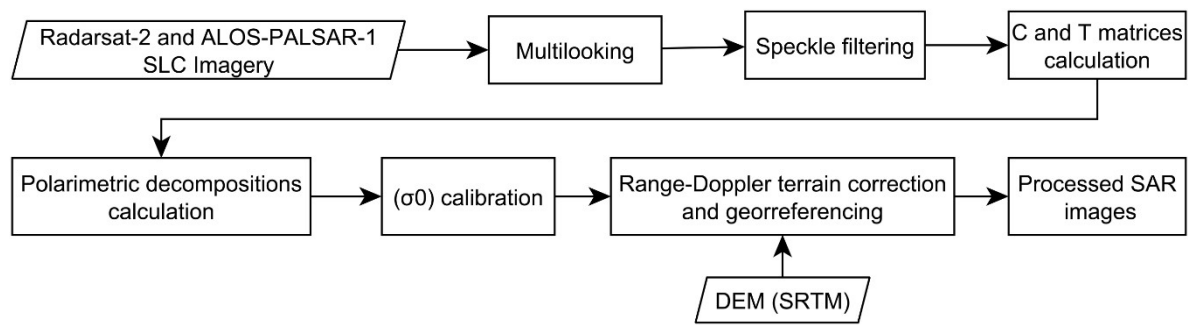 Radarsat-2 and ALOS-PALSAR-1
SLC Imagery
Multilooking
Speckle filtering
C and T matrices
calculation
Polarimetric decompositions
calculation
(σ0) calibration
Range-Doppler terrain correction
and georreferencing
Processed SAR
images
DEM (SRTM)